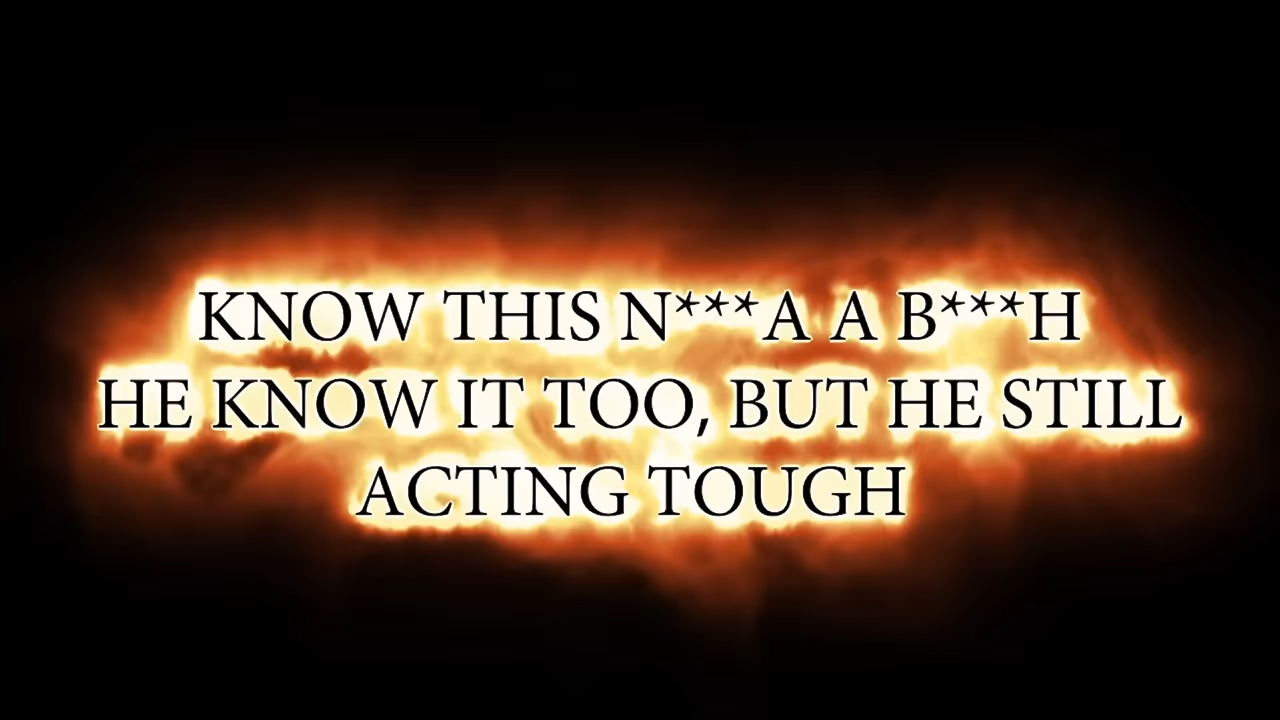 KNOW THIS N***A A B***H
HE KNOW IT TOO, BUT HE STILL
ACTING TOUGH